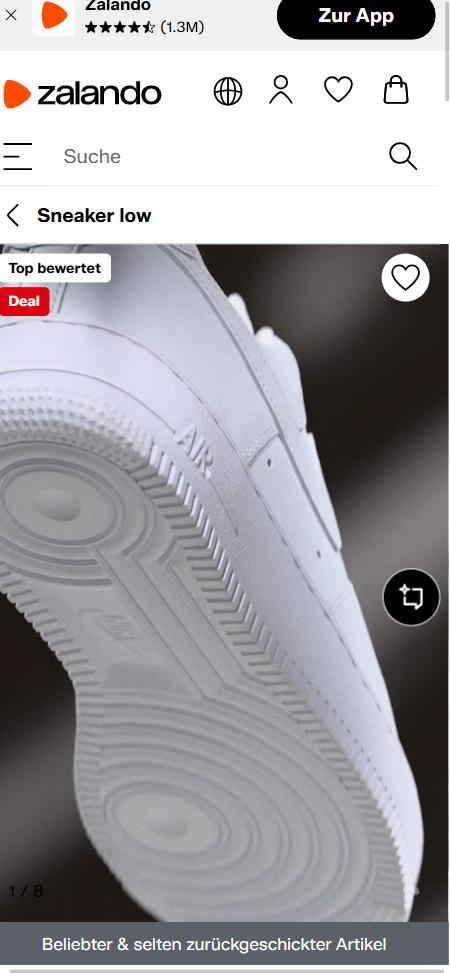 Zalando
(1.3M)
Zur App
zalando
Suche
Sneaker low
Top bewertet
Deal
AIR
NIKE
1 / 8
Beliebter & selten zurückgeschickter Artikel